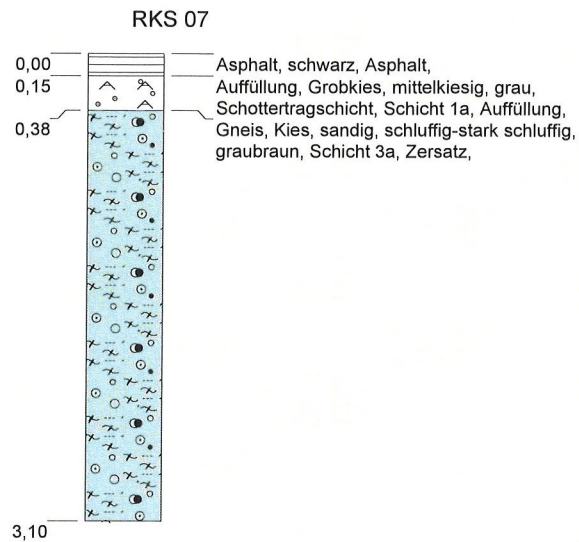 RKS 07
0,00
Asphalt, schwarz, Asphalt,
0,15
Auffüllung, Grobkies, mittelkiesig, grau,
Schottertragschicht, Schicht 1a, Auffüllung,
0,38
Gneis, Kies, sandig, schluffig-stark schluffig,
graubraun, Schicht 3a, Zersatz,
3,10